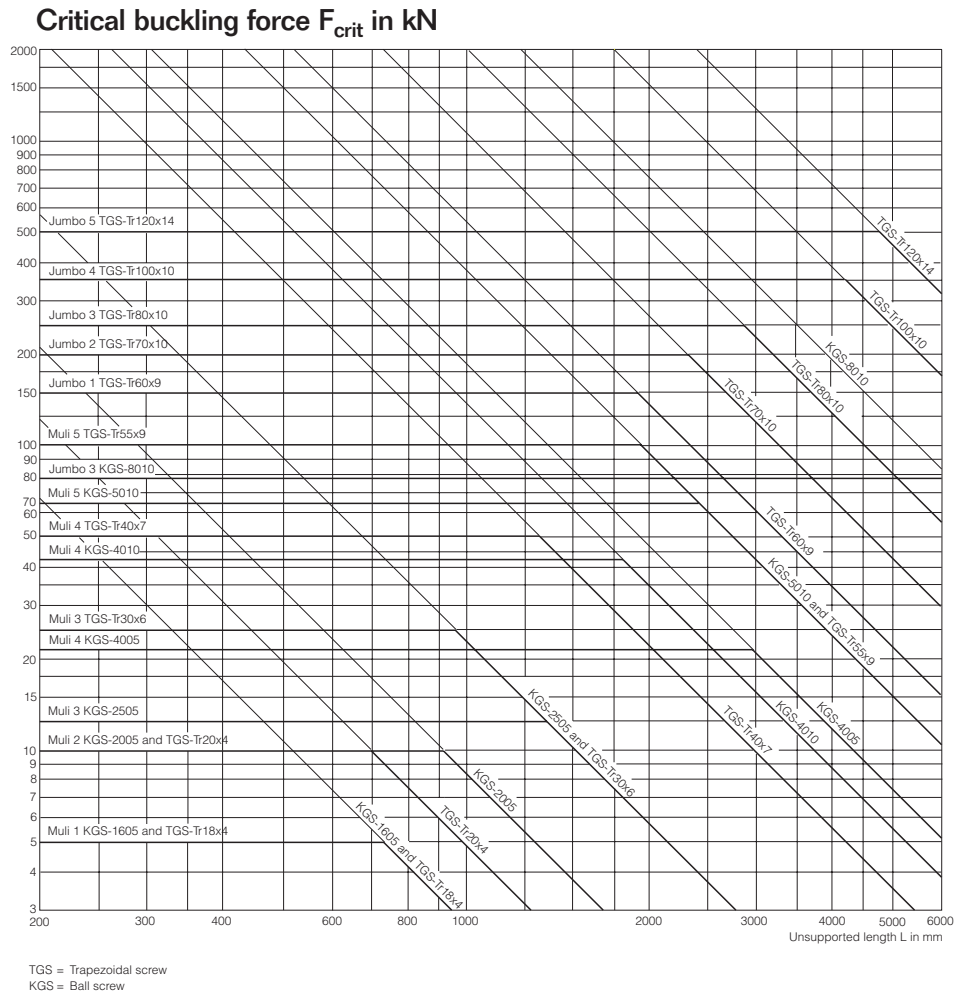 Critical buckling force Fcrit in kN
2000
1500
1000
900
800
700
600
500
400
300
200
150
100
90
80
70
60
50
40
30
20
15
10
9
8
7
6
5
4
3
Jumbo 5 TGS-Tr120x14
Jumbo 4 TGS-Tr100x10
Jumbo 3 TGS-Tr80x10
Jumbo 2 TGS-Tr70x10
Jumbo 1 TGS-Tr60x9
Muli 5 TGS-Tr55x9
Jumbo 3 KGS-8010
Muli 5 KGS-5010
Muli 4 TGS-Tr40x7
Muli 4 KGS-4010
Muli 3 TGS-Tr30x6
Muli 4 KGS-4005
Muli 3 KGS-2505
Muli 2 KGS-2005 and TGS-Tr20x4
Muli 1 KGS-1605 and TGS-Tr18x4
TGS-Tr120x14
TGS-Tr100x10
KGS-8010
TGS-Tr80x10
TGS-Tr70x10
TGS-Tr60x9
KGS-5010 and TGS-Tr55x9
KGS-4005
KGS-4010
TGS-Tr40x7
KGS-2505 and TGS-Tr30x6
KGS-2005
TGS-Tr20x4
KGS-1605 and TGS-Tr18x4
200 300 400 600 800 1000 2000 3000 4000 5000 6000
Unsupported length L in mm
TGS = Trapezoidal screw
KGS = Ball screw